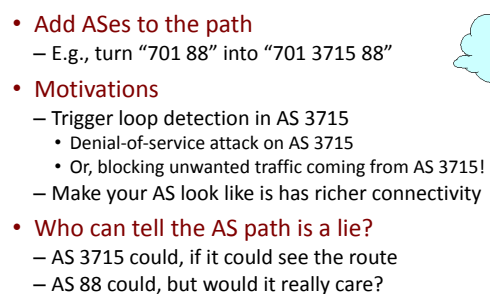 • Add ASes to the path
– E.g., turn “701 88” into “701 3715 88”
• Motivations
– Trigger loop detection in AS 3715
• Denial-of-service attack on AS 3715
• Or, blocking unwanted traffic coming from AS 3715!
– Make your AS look like is has richer connectivity
• Who can tell the AS path is a lie?
– AS 3715 could, if it could see the route
– AS 88 could, but would it really care?